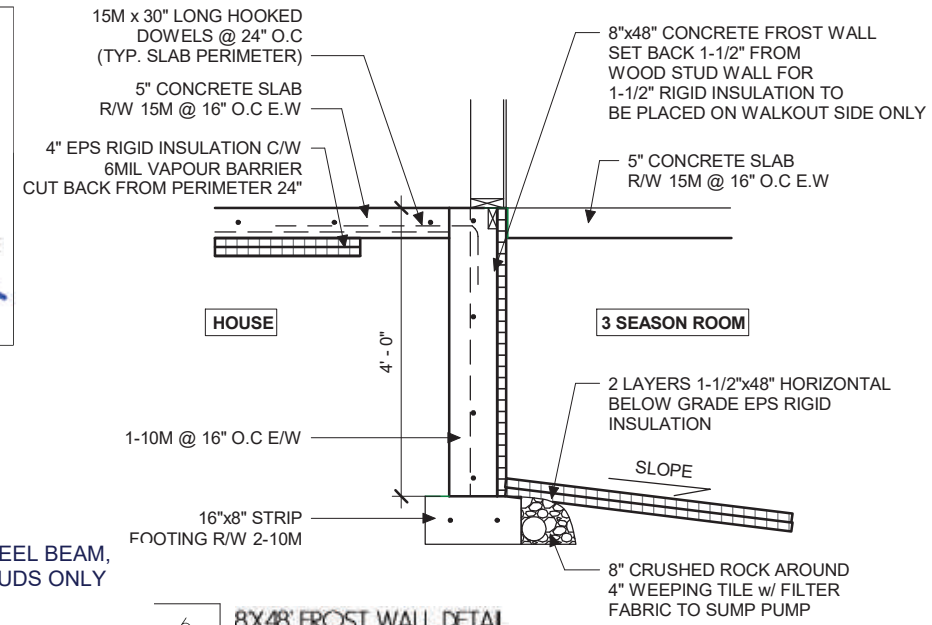 15M x 30" LONG HOOKED
DOWELS @ 24" O.C
(TYP. SLAB PERIMETER)
5" CONCRETE SLAB
R/W 15M @ 16" O.C E.W
4" EPS RIGID INSULATION C/W
6MIL VAPOUR BARRIER
CUT BACK FROM PERIMETER 24"
8"x48" CONCRETE FROST WALL
SET BACK 1-1/2" FROM
WOOD STUD WALL FOR
1-1/2" RIGID INSULATION TO
BE PLACED ON WALKOUT SIDE ONLY
5" CONCRETE SLAB
R/W 15M @ 16" O.C E.W
HOUSE
3 SEASON ROOM
4' - 0"
2 LAYERS 1-1/2"x48" HORIZONTAL
BELOW GRADE EPS RIGID
INSULATION
1-10M @ 16" O.C E/W
SLOPE
16"x8" STRIP
FOOTING R/W 2-10M
EEL BEAM,
UDS ONLY
8" CRUSHED ROCK AROUND
4" WEEPING TILE w/ FILTER
FABRIC TO SUMP PUMP
6 8'X48' FROST WALL DETAIL